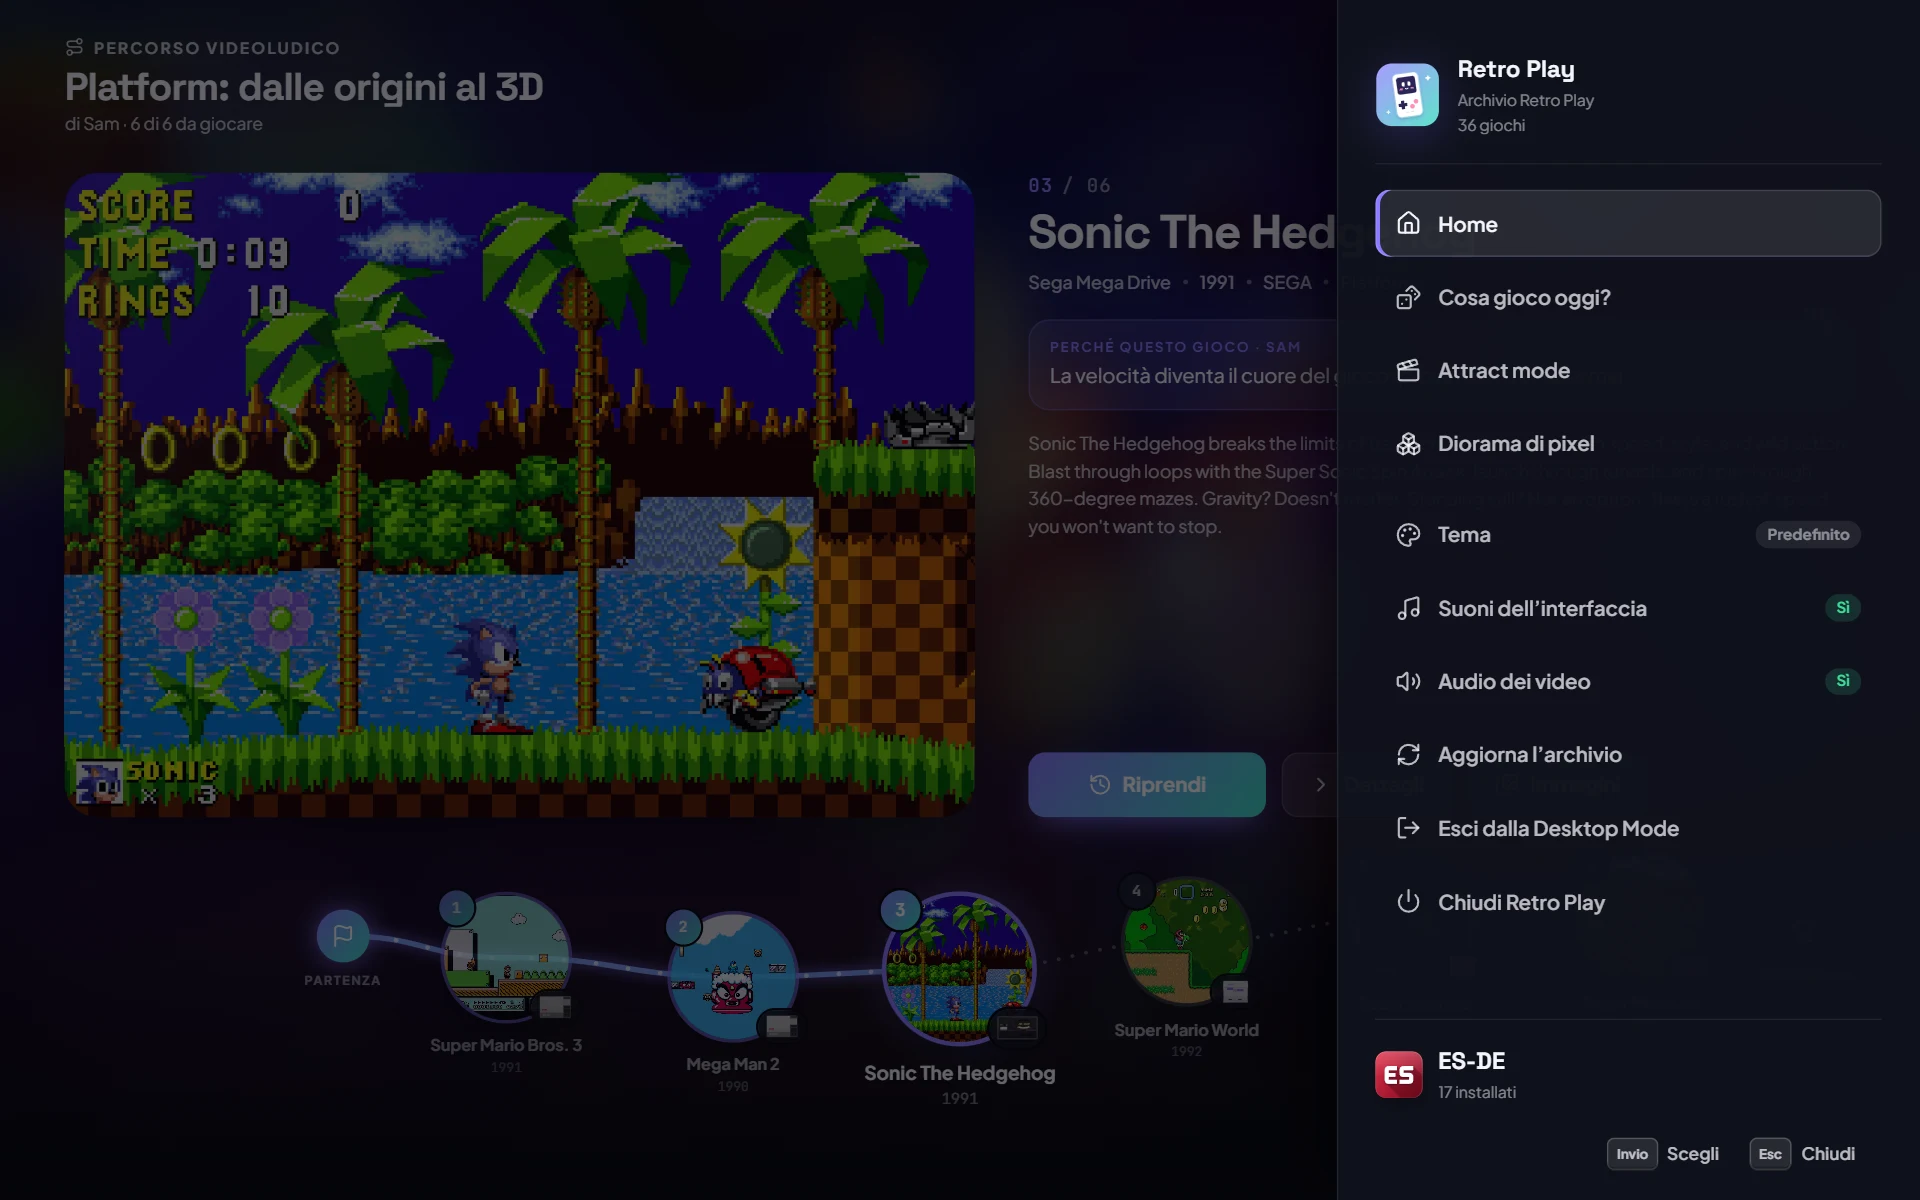 PERCORSO VIDEOLUDICO
Platform: dalle origini al 3D
di Sam · 6 di 6 da giocare
SCORE 0
TIME 0:09
RINGS 10
SONIC
x 3
03 / 06
Sonic The Hedgehog
Sega Mega Drive • 1991 • SEGA •
PERCHÉ QUESTO GIOCO · SAM
La velocità diventa il cuore del
Sonic The Hedgehog breaks the limits
Blast through loops with the Super Sonic
360-degree mazes. Gravity? Doesn't
you won't want to stop.
Riprendi
Dettagli
Immagini
PARTENZA
1
Super Mario Bros. 3
1991
2
Mega Man 2
1990
3
Sonic The Hedgehog
1991
4
Super Mario World
1992
Retro Play
Archivio Retro Play
36 giochi
Home
Cosa gioco oggi?
Attract mode
Diorama di pixel
Tema Predefinito
Suoni dell’interfaccia Sì
Audio dei video Sì
Aggiorna l’archivio
Esci dalla Desktop Mode
Chiudi Retro Play
ES
ES-DE
17 installati
Invio Scegli Esc Chiudi